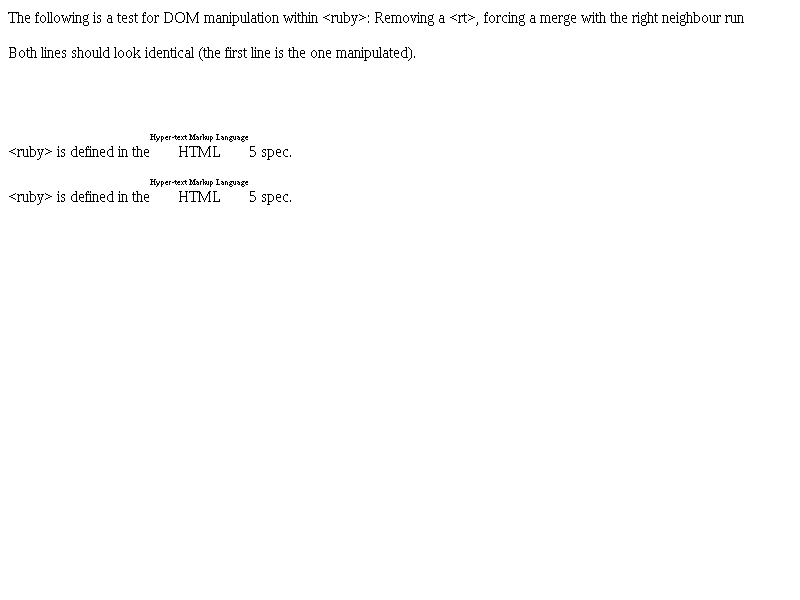 The following is a test for DOM manipulation within <ruby>: Removing a <rt>, forcing a merge with the right neighbour run
Both lines should look identical (the first line is the one manipulated).
Hyper-text Markup Language
<ruby> is defined in the HTML 5 spec.
Hyper-text Markup Language
<ruby> is defined in the HTML 5 spec.